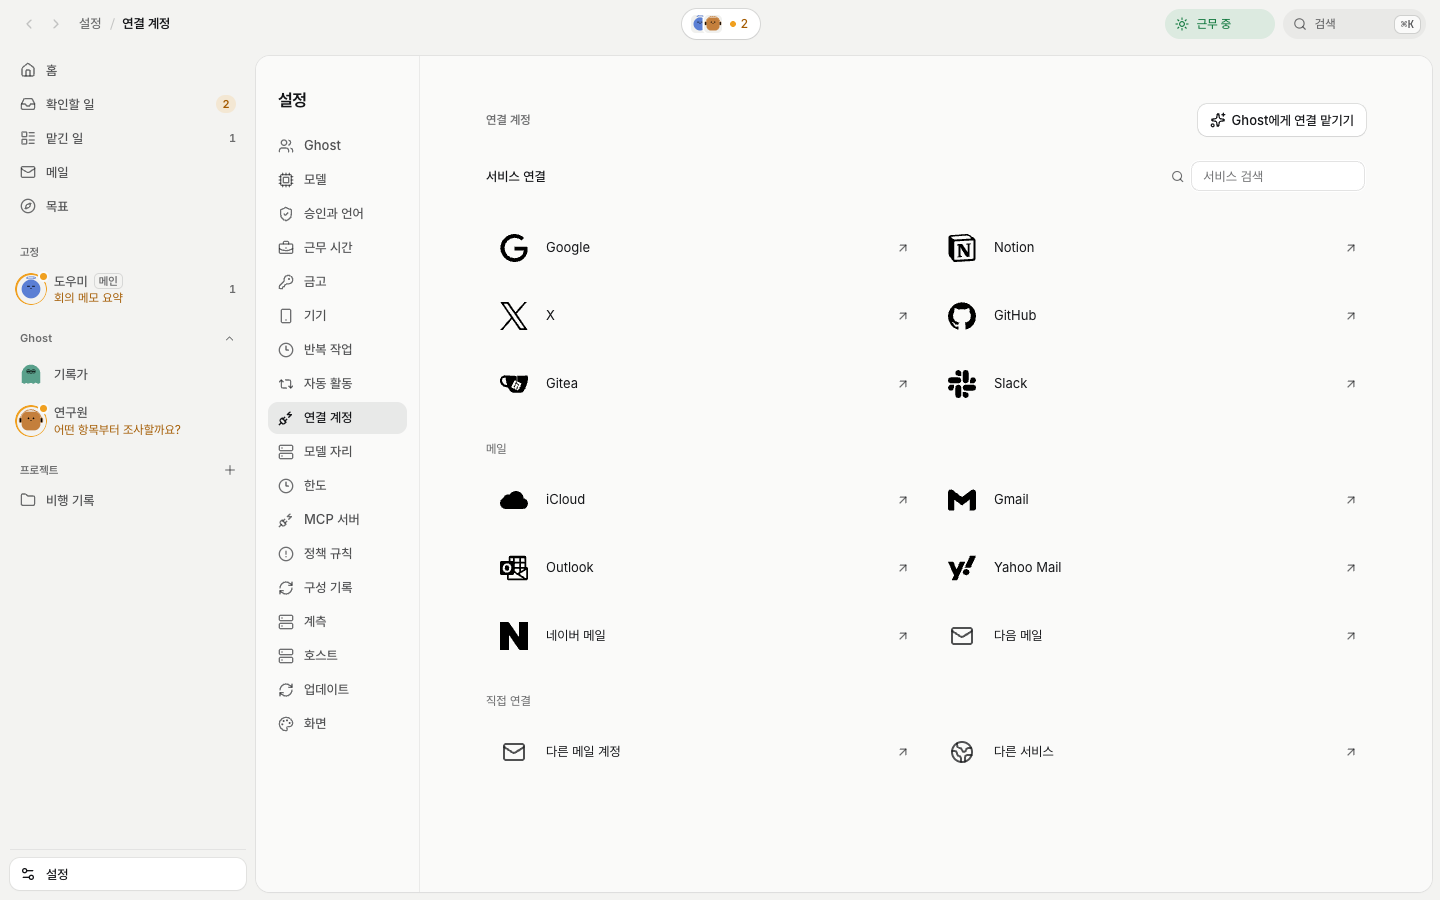 설정 / 연결 계정
2
근무 중
검색
⌘K
홈
확인할 일
2
맡긴 일
1
메일
목표
고정
도우미 메인
회의 메모 요약
1
Ghost
기록가
연구원
어떤 항목부터 조사할까요?
프로젝트
비행 기록
설정
설정
Ghost
모델
승인과 언어
근무 시간
금고
기기
반복 작업
자동 활동
연결 계정
모델 자리
한도
MCP 서버
정책 규칙
구성 기록
계측
호스트
업데이트
화면
연결 계정
Ghost에게 연결 맡기기
서비스 연결
서비스 검색
Google
Notion
X
GitHub
Gitea
Slack
메일
iCloud
Gmail
Outlook
Yahoo Mail
네이버 메일
다음 메일
직접 연결
다른 메일 계정
다른 서비스